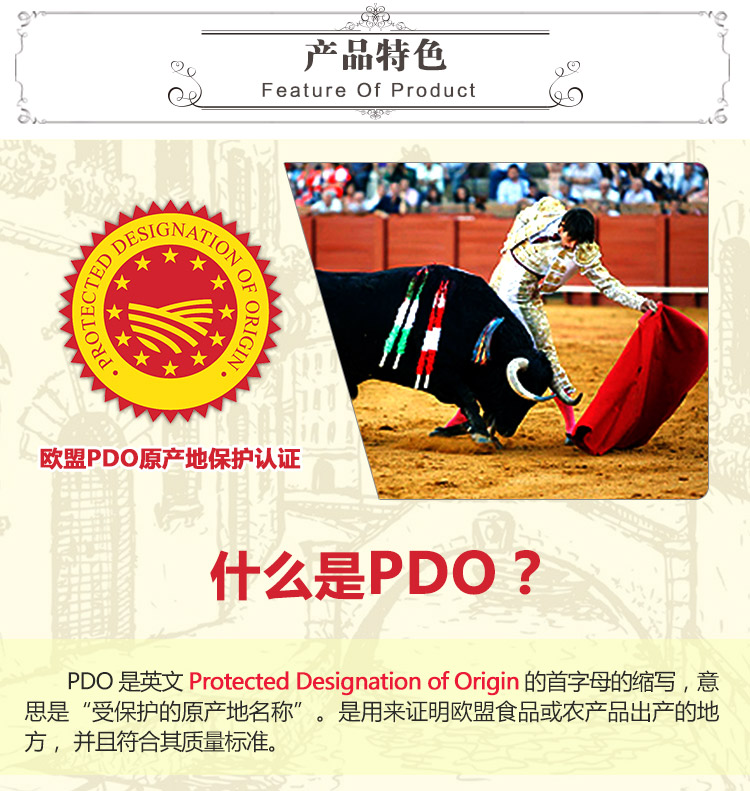 产品特色
Feature Of Product
PROTECTED DESIGNATION OF ORIGIN
欧盟PDO原产地保护认证
什么是PDO？
PDO 是英文 Protected Designation of Origin 的首字母的缩写，意
思是“受保护的原产地名称”。是用来证明欧盟食品或农产品出产的地
方， 并且符合其质量标准。